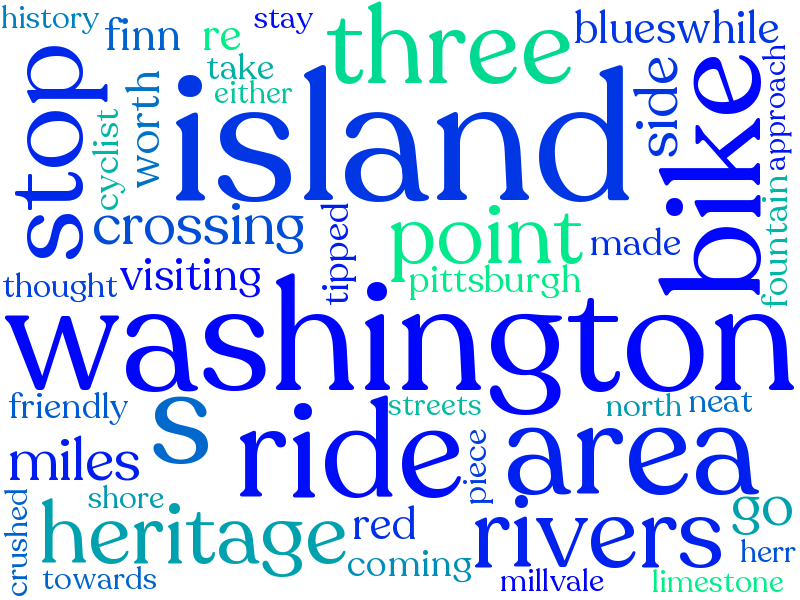 history
finn
re
stay
three
blueswhile
stop
cyclist
worth
take
either
island
side
bike
approach
crossing
tipped
point
made
fountain
thought
visiting
pittsburgh
washington
friendly
s
streets
north
neat
miles
ride
piece
area
crushed
shore
heritage
red
coming
rivers
go
herr
towards
millvale
limestone